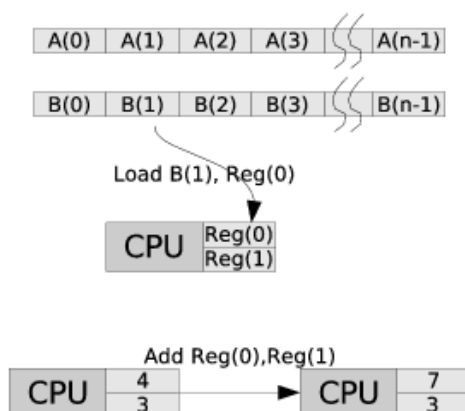 A(0) A(1) A(2) A(3) A(n-1)
B(0) B(1) B(2) B(3) B(n-1)
Load B(1), Reg(0)
CPU Reg(0)
Reg(1)
Add Reg(0),Reg(1)
CPU 4 CPU 7
3 3